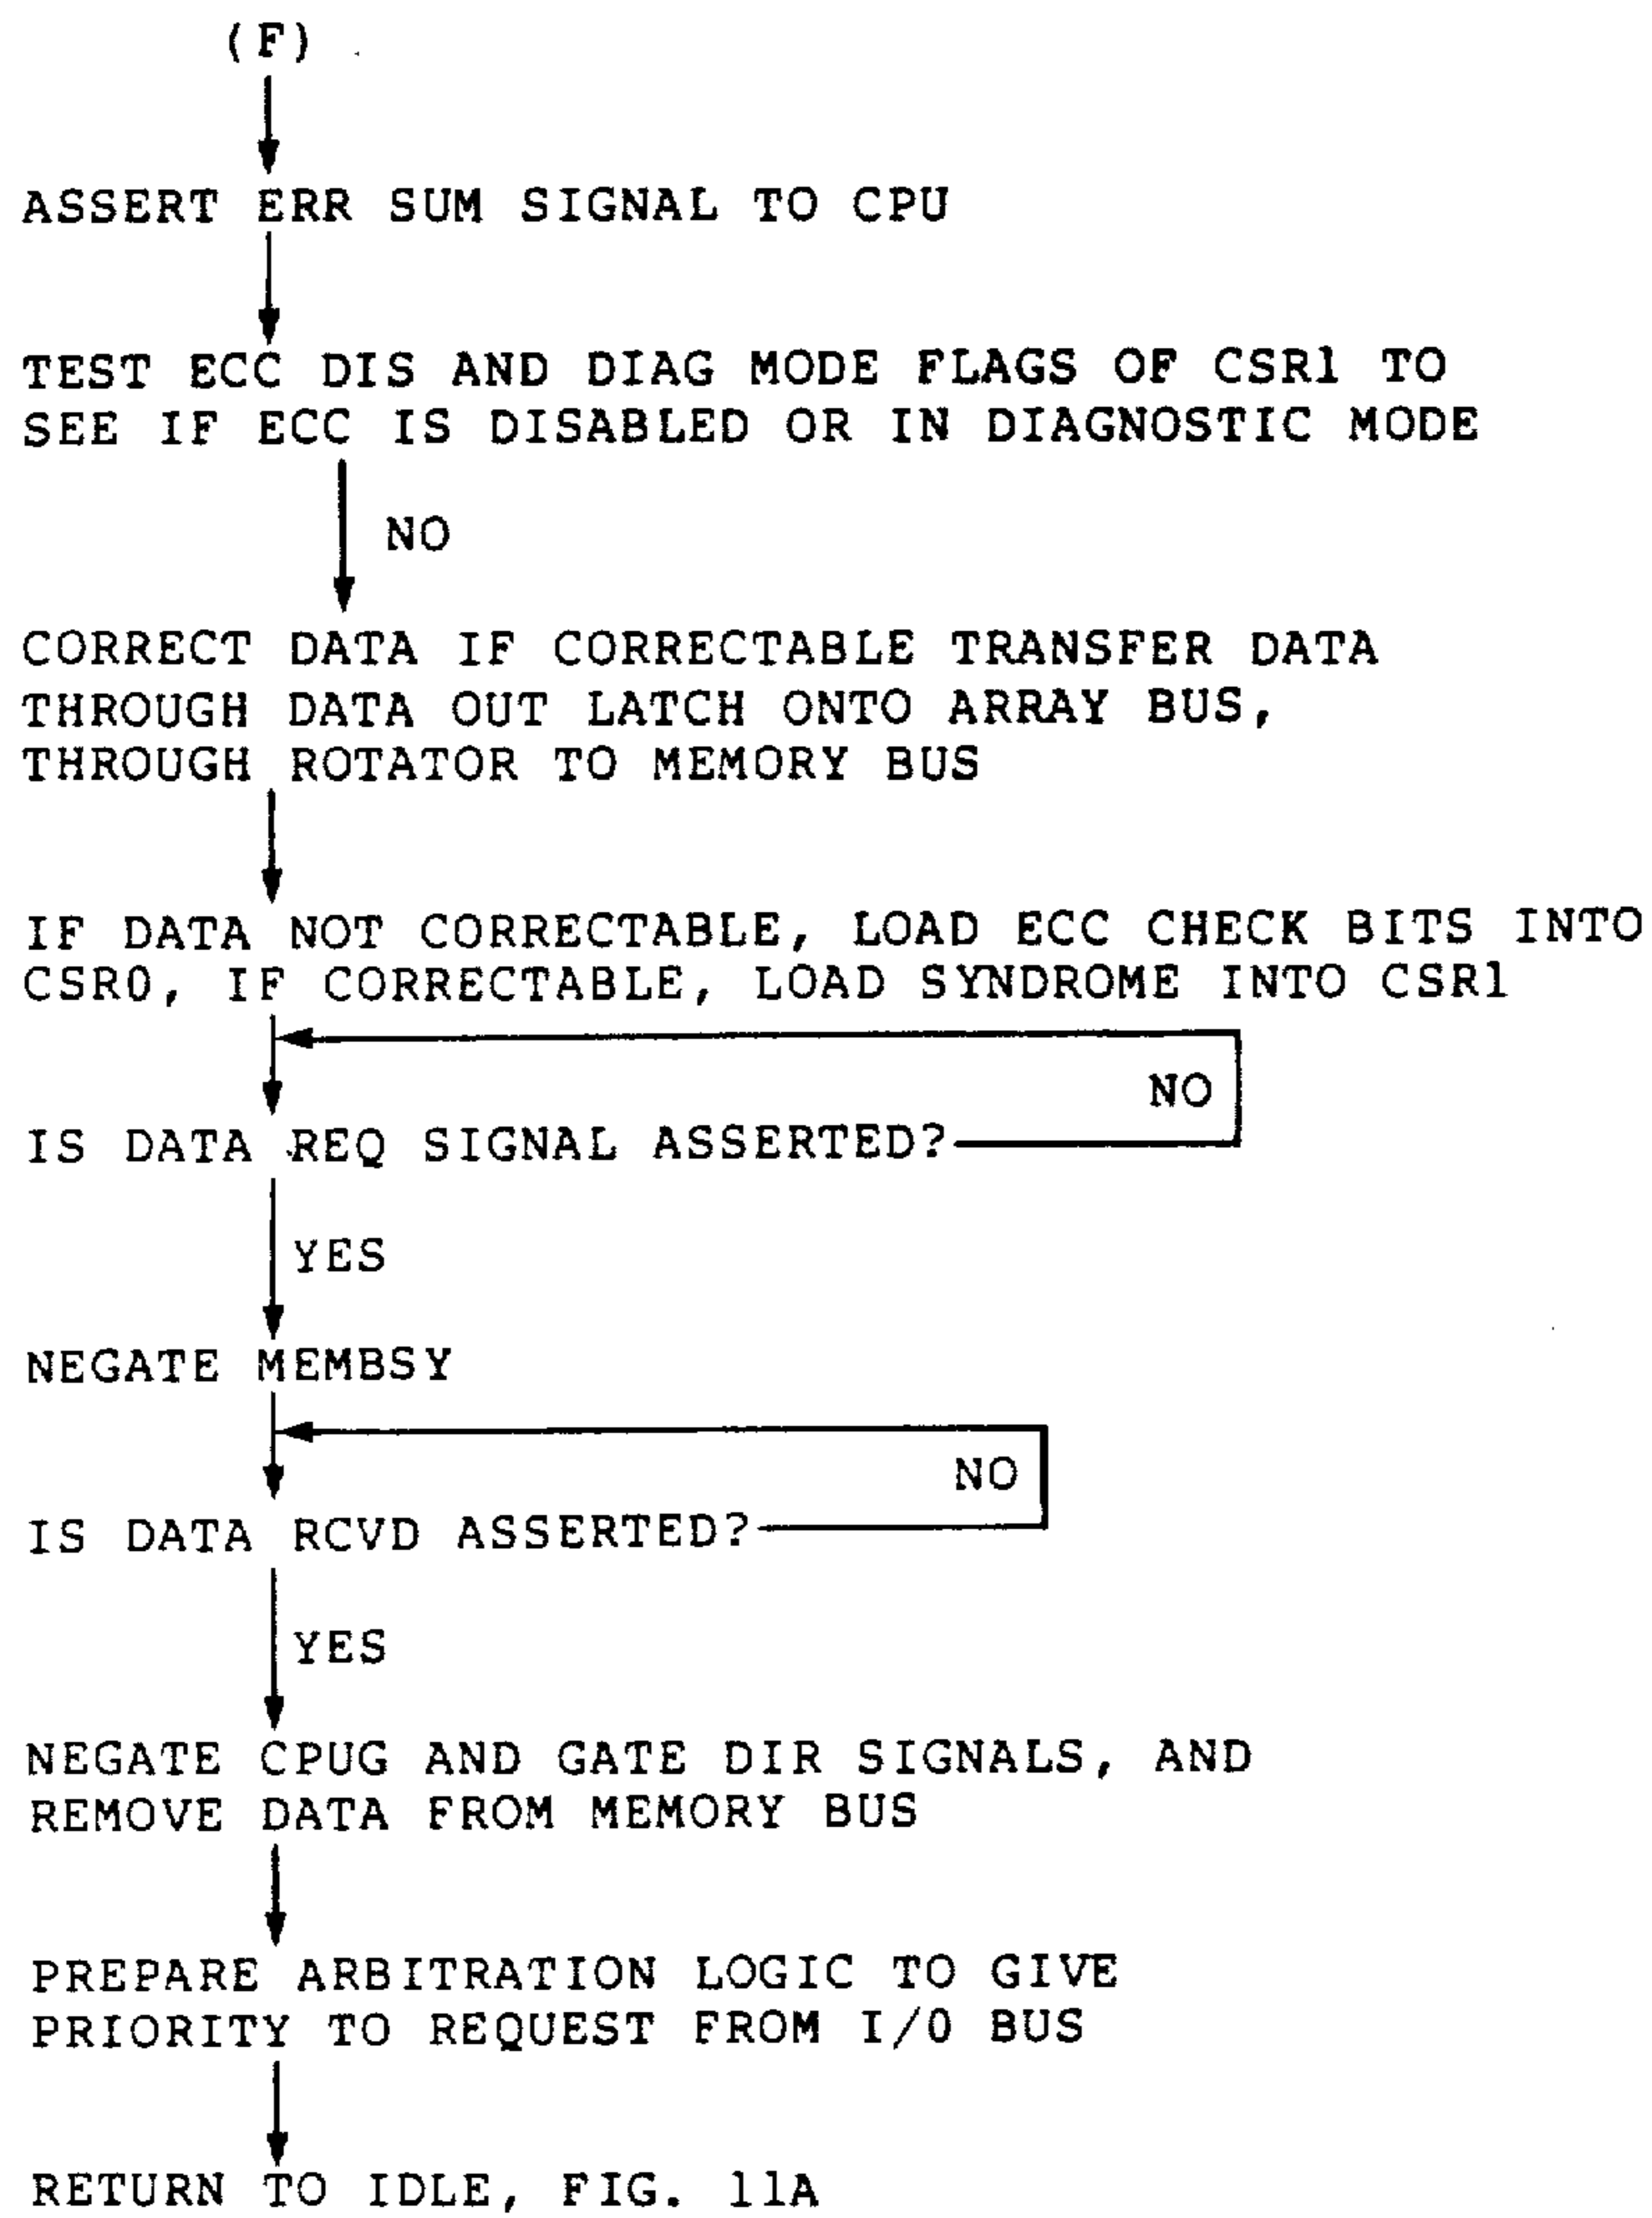 (F)
ASSERT ERR SUM SIGNAL TO CPU
TEST ECC DIS AND DIAG MODE FLAGS OF CSR1 TO
SEE IF ECC IS DISABLED OR IN DIAGNOSTIC MODE
NO
CORRECT DATA IF CORRECTABLE TRANSFER DATA
THROUGH DATA OUT LATCH ONTO ARRAY BUS,
THROUGH ROTATOR TO MEMORY BUS
IF DATA NOT CORRECTABLE, LOAD ECC CHECK BITS INTO
CSR0, IF CORRECTABLE, LOAD SYNDROME INTO CSR1
NO
IS DATA REQ SIGNAL ASSERTED?
YES
NEGATE MEMBSY
NO
IS DATA RCVD ASSERTED?
YES
NEGATE CPUG AND GATE DIR SIGNALS, AND
REMOVE DATA FROM MEMORY BUS
PREPARE ARBITRATION LOGIC TO GIVE
PRIORITY TO REQUEST FROM I/O BUS
RETURN TO IDLE, FIG. 11A